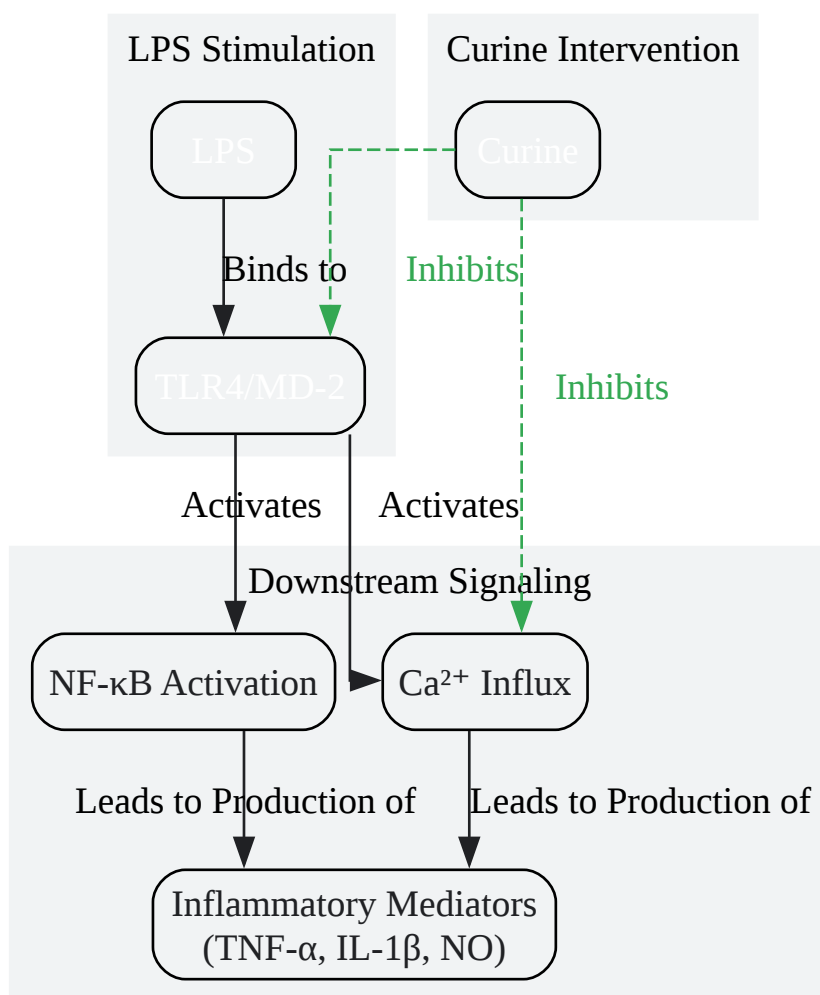 LPS Stimulation
Curine Intervention
LPS
Curine
Binds to
Inhibits
TLR4/MD-2
Inhibits
Activates
Activates
Downstream Signaling
NF-κB Activation
Ca²⁺ Influx
Leads to Production of
Leads to Production of
Inflammatory Mediators
(TNF-α, IL-1β, NO)